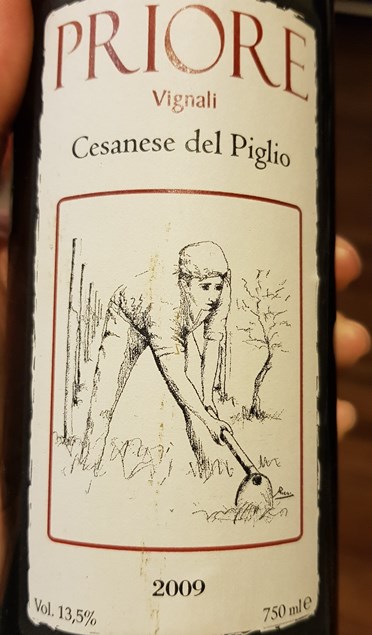 PRIORE
Vignali
Cesanese del Piglio
2009
Vol. 13,5%
750 ml e